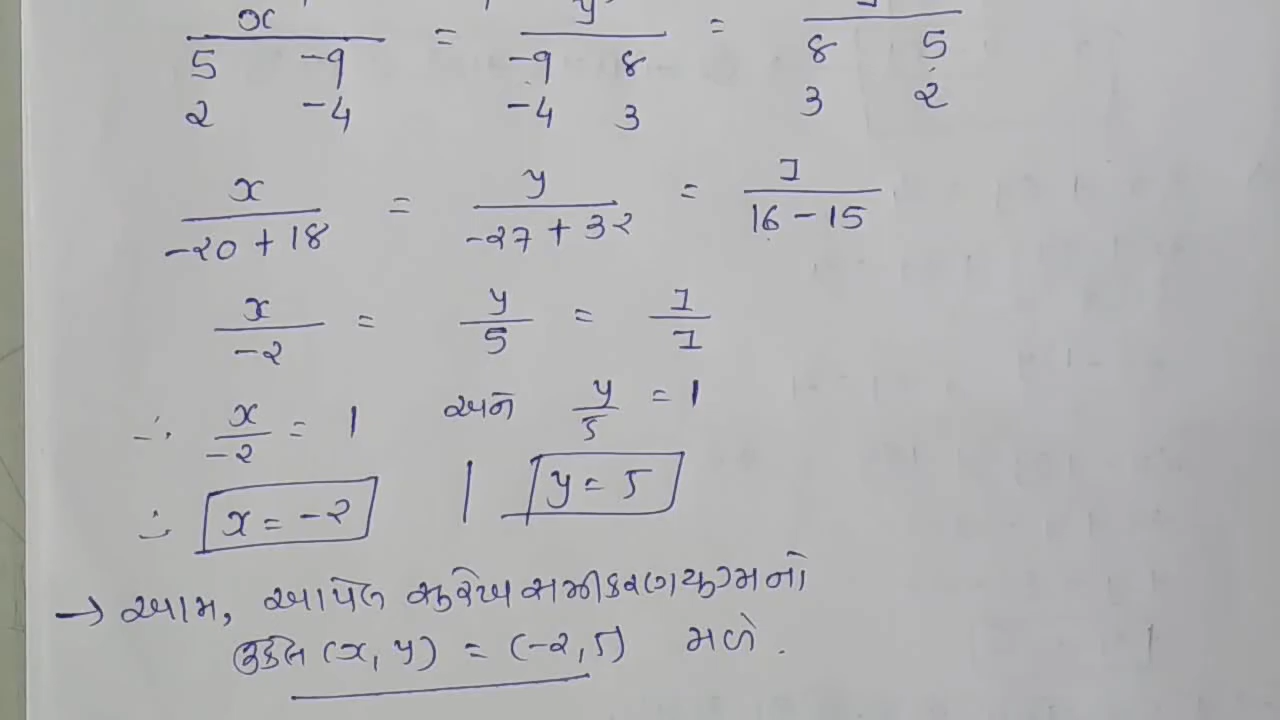 x = y =
5 -9 -9 8 8 5
2 -4 -4 3 3 2
x = y = 1
-20 + 18 -27 + 32 16 - 15
x = y = 1
-2 5 1
∴ x/-2 = 1 અને y/5 = 1
∴ x = -2 | y = 5
→ આમ, આપેલ સુરેખ સમીકરણયુગ્મનો
ઉકેલ (x, y) = (-2, 5) મળે.